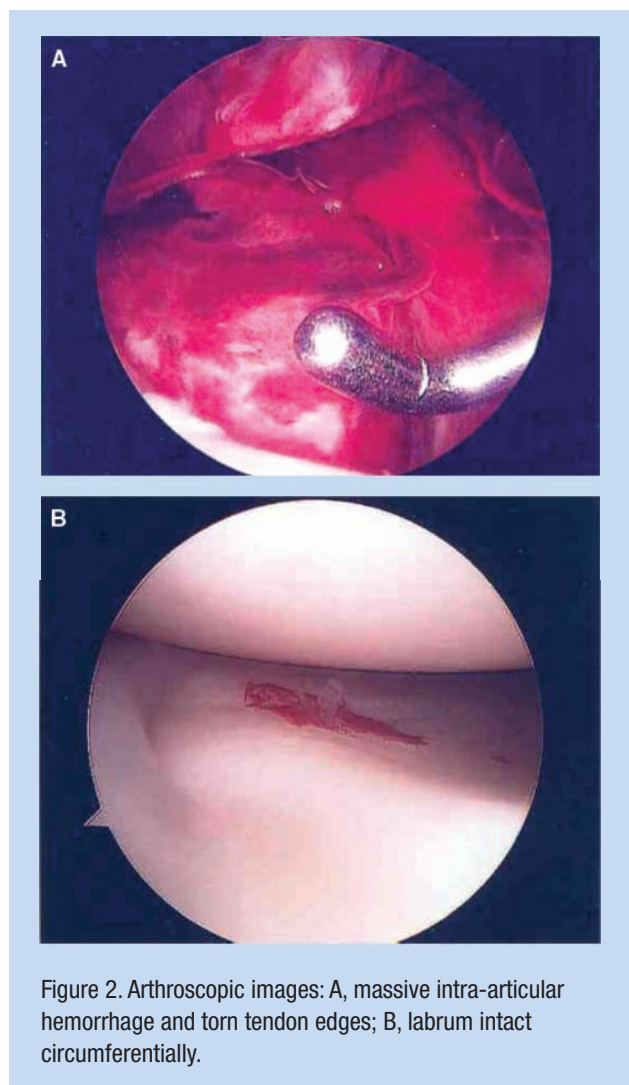 A
B
Figure 2. Arthroscopic images: A, massive intra-articular
hemorrhage and torn tendon edges; B, labrum intact
circumferentially.